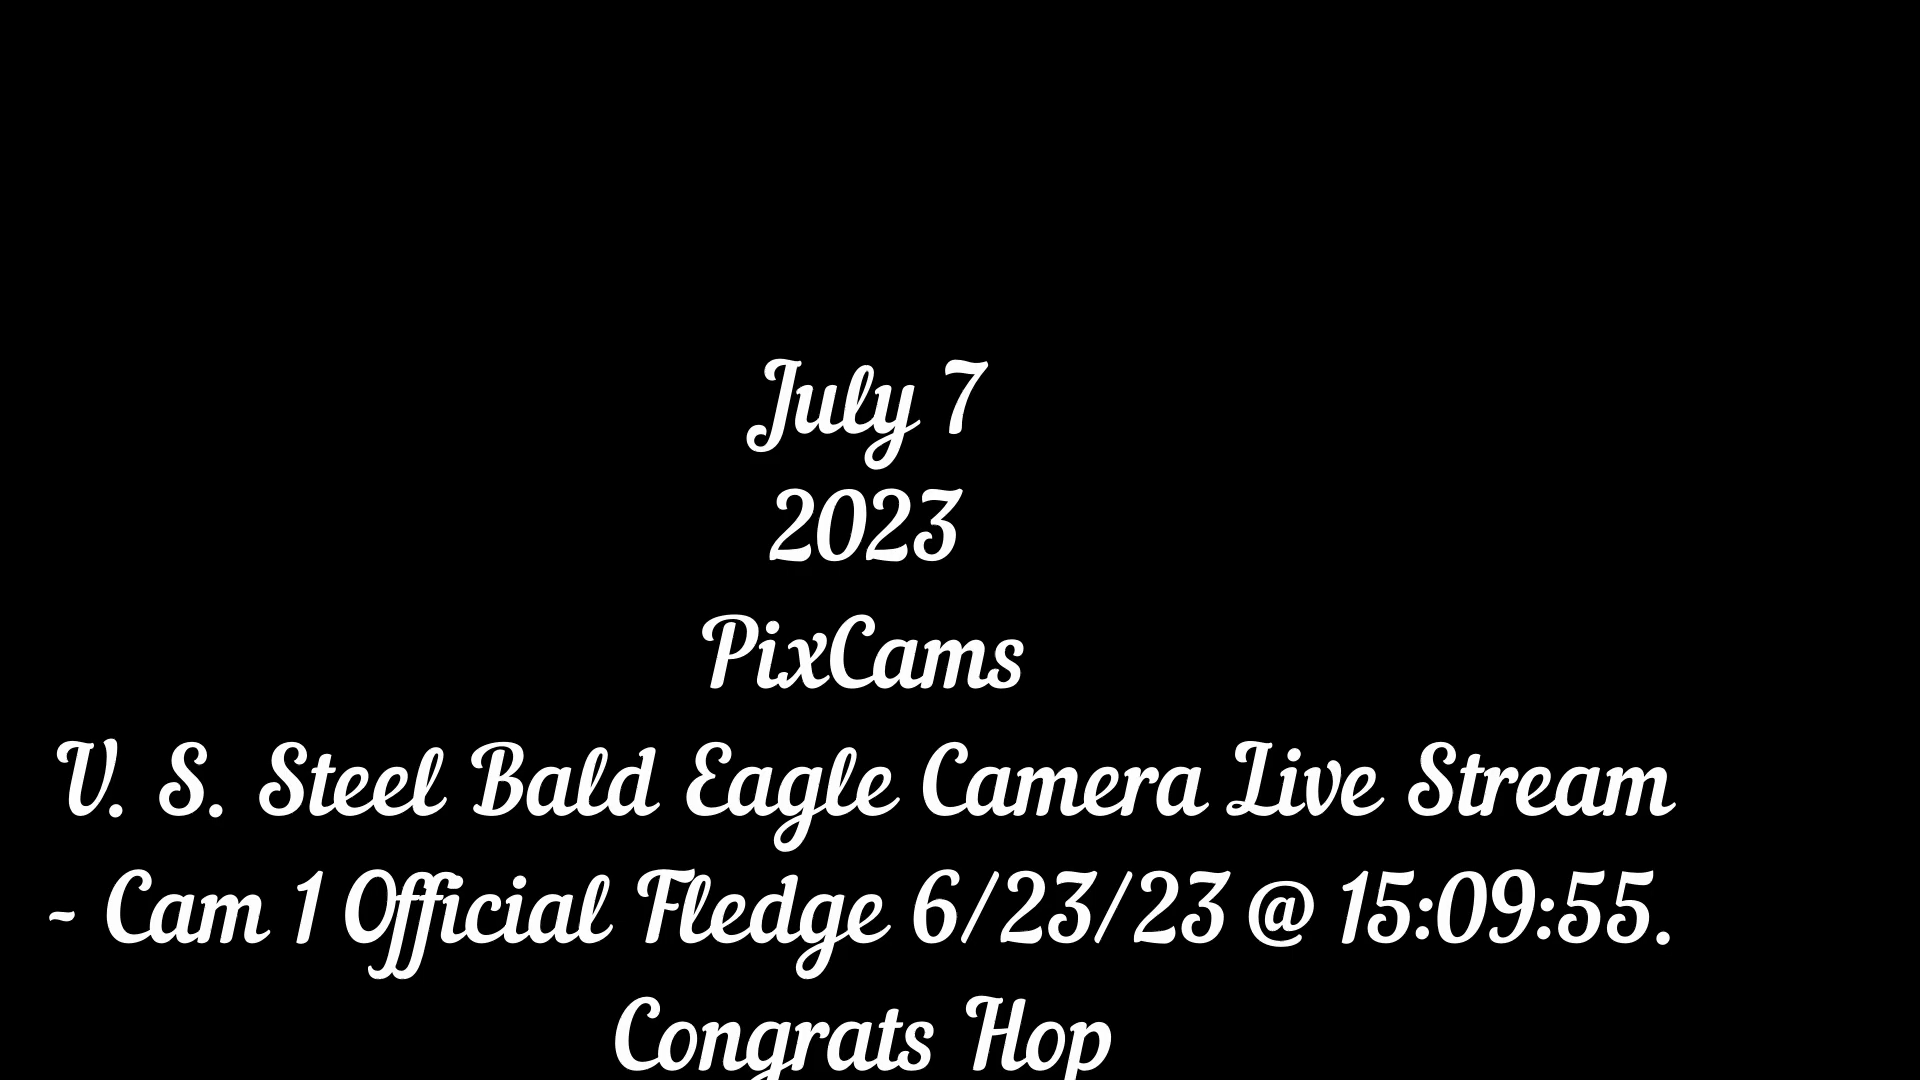 July 7
2023
PixCams
U. S. Steel Bald Eagle Camera Live Stream
- Cam 1 Official Fledge 6/23/23 @ 15:09:55.
Congrats Hop